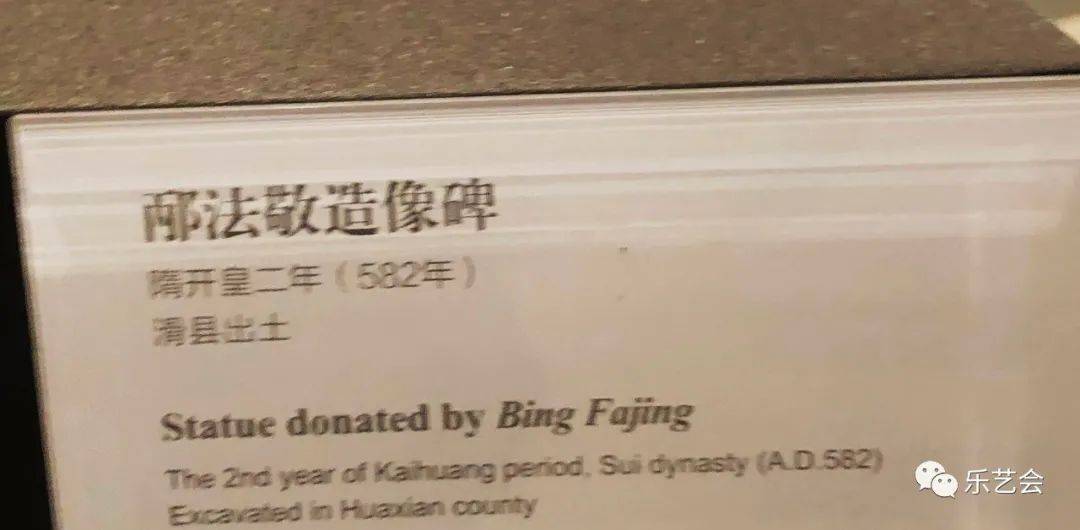 邴法敬造像碑
隋开皇二年（582年）
滑县出土
Statue donated by Bing Fajing
The 2nd year of Kaihuang period, Sui dynasty (A.D.582)
Excavated in Huaxian county
乐艺会